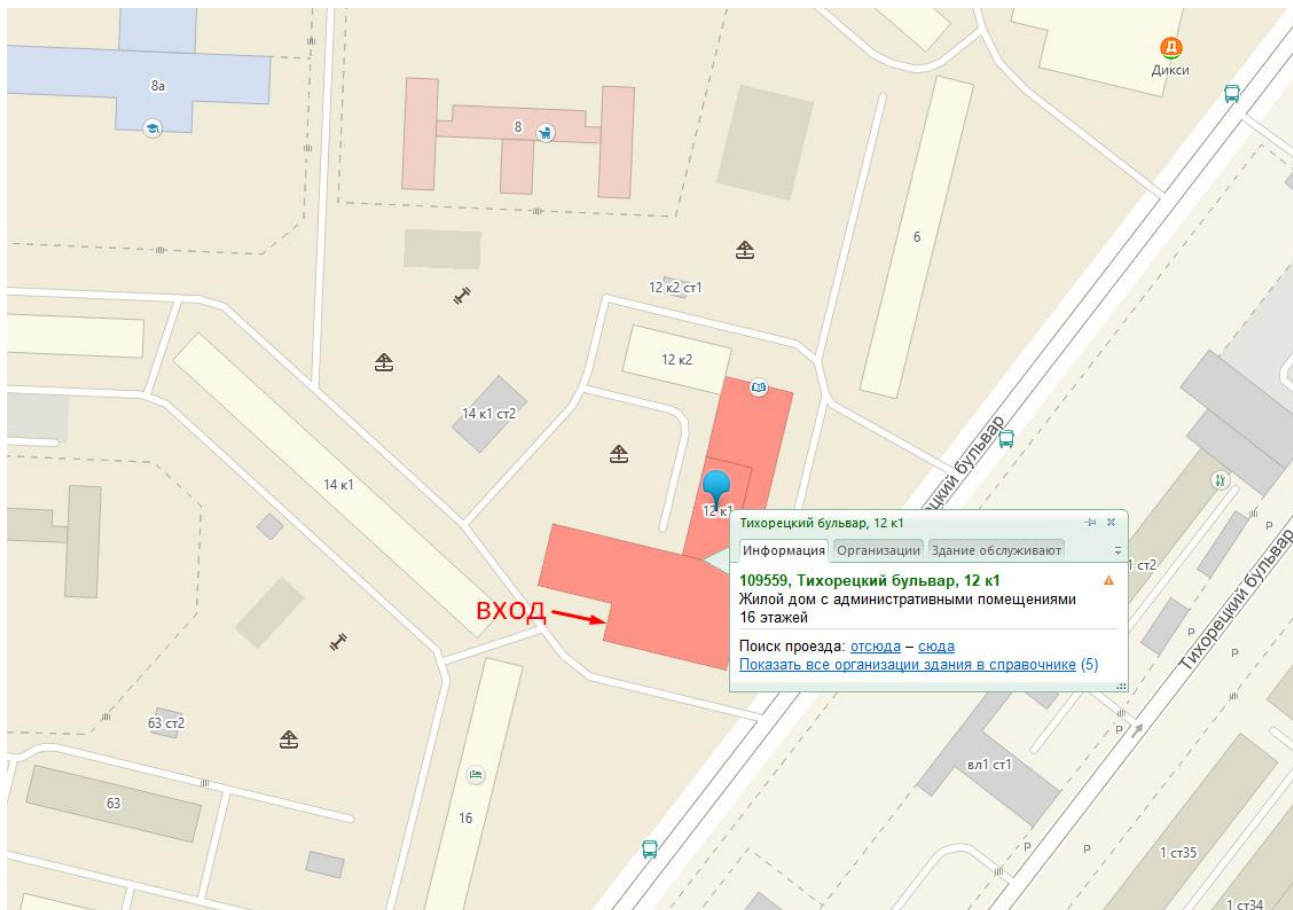 8а
8
Дикси
6
12 к2 ст1
12 к2
14 к1 ст2
14 к1
12 к1
ецкий бульвар
Тихорецкий бульвар, 12 к1
Информация Организации Здание обслуживают
109559, Тихорецкий бульвар, 12 к1
Жилой дом с административными помещениями
16 этажей
Поиск проезда: отсюда – сюда
Показать все организации здания в справочнике (5)
1 ст2
P
P
Тихорецкий бульвар
P
P
P
P
ВХОД
63 ст2
63
16
вл1 ст1
P
P
1 ст35
1 ст34